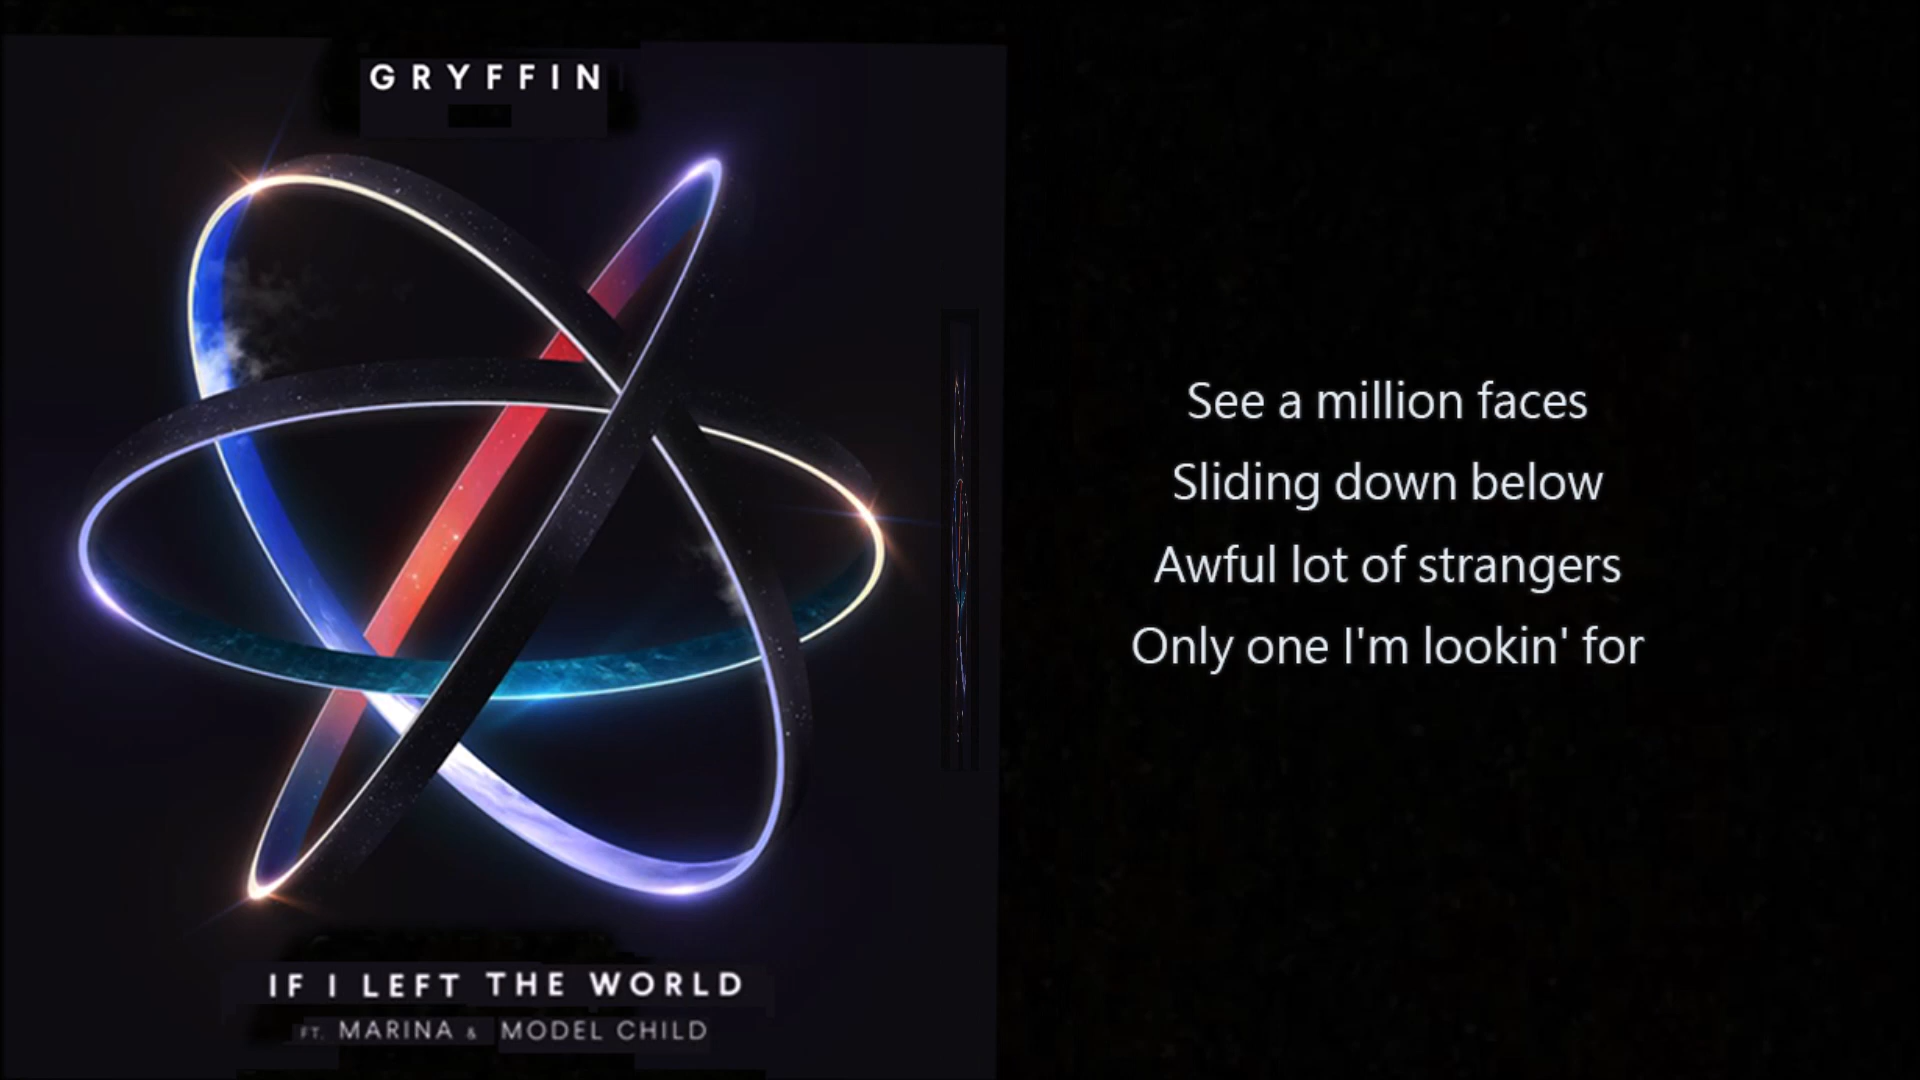 GRYFFIN
See a million faces
Sliding down below
Awful lot of strangers
Only one I'm lookin' for
IF I LEFT THE WORLD
FT. MARINA & MODEL CHILD